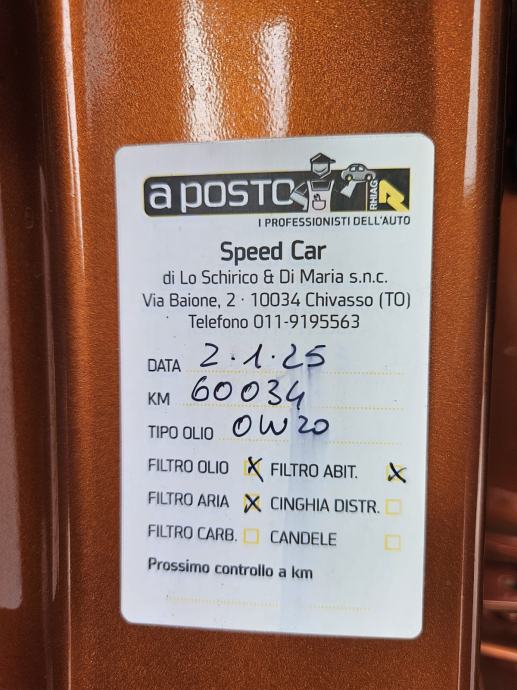 a posto
RHIAG
I PROFESSIONISTI DELL'AUTO
Speed Car
di Lo Schirico & Di Maria s.n.c.
Via Baione, 2 · 10034 Chivasso (TO)
Telefono 011-9195563
DATA 2.1.25
KM 60034
TIPO OLIO 0W20
FILTRO OLIO X FILTRO ABIT. X
FILTRO ARIA X CINGHIA DISTR.
FILTRO CARB. CANDELE
Prossimo controllo a km